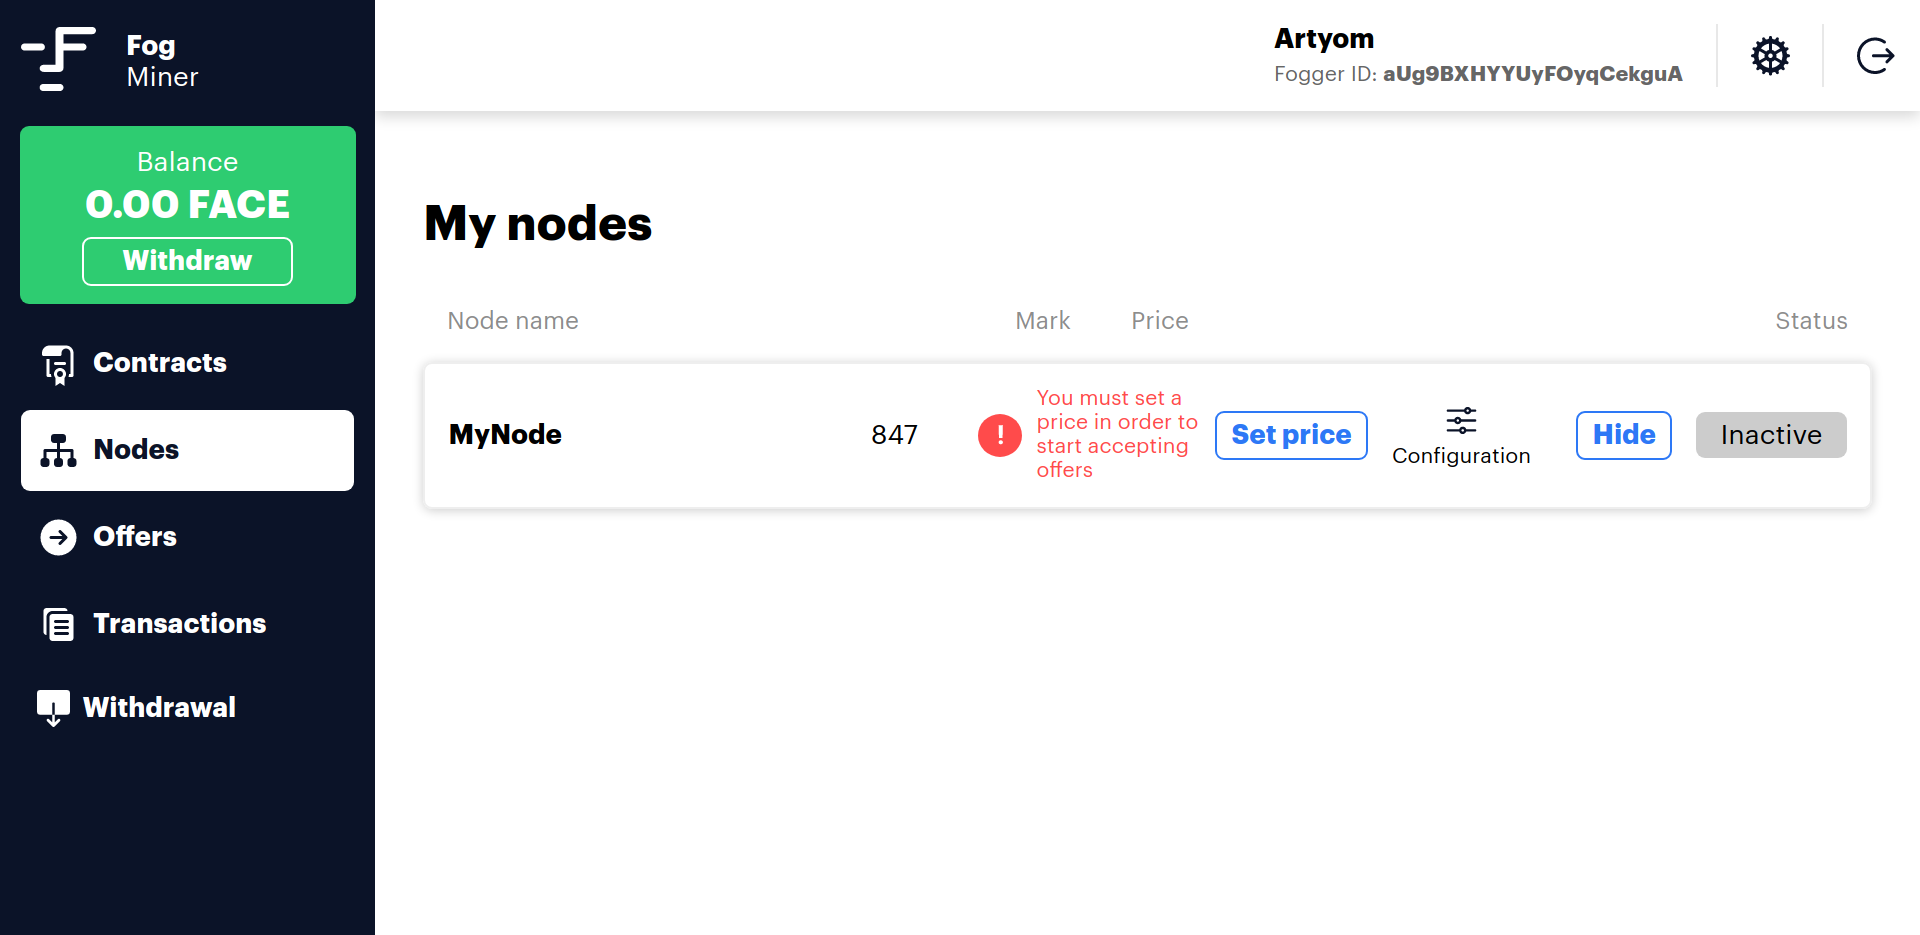 Fog
Miner
Artyom
Fogger ID: aUg9BXHYYUyFOyqCekguA
Balance
0.00 FACE
Withdraw
Contracts
Nodes
Offers
Transactions
Withdrawal
My nodes
Node name Mark Price Status
MyNode 847
!
You must set a
price in order to
start accepting
offers
Set price
Configuration
Hide
Inactive